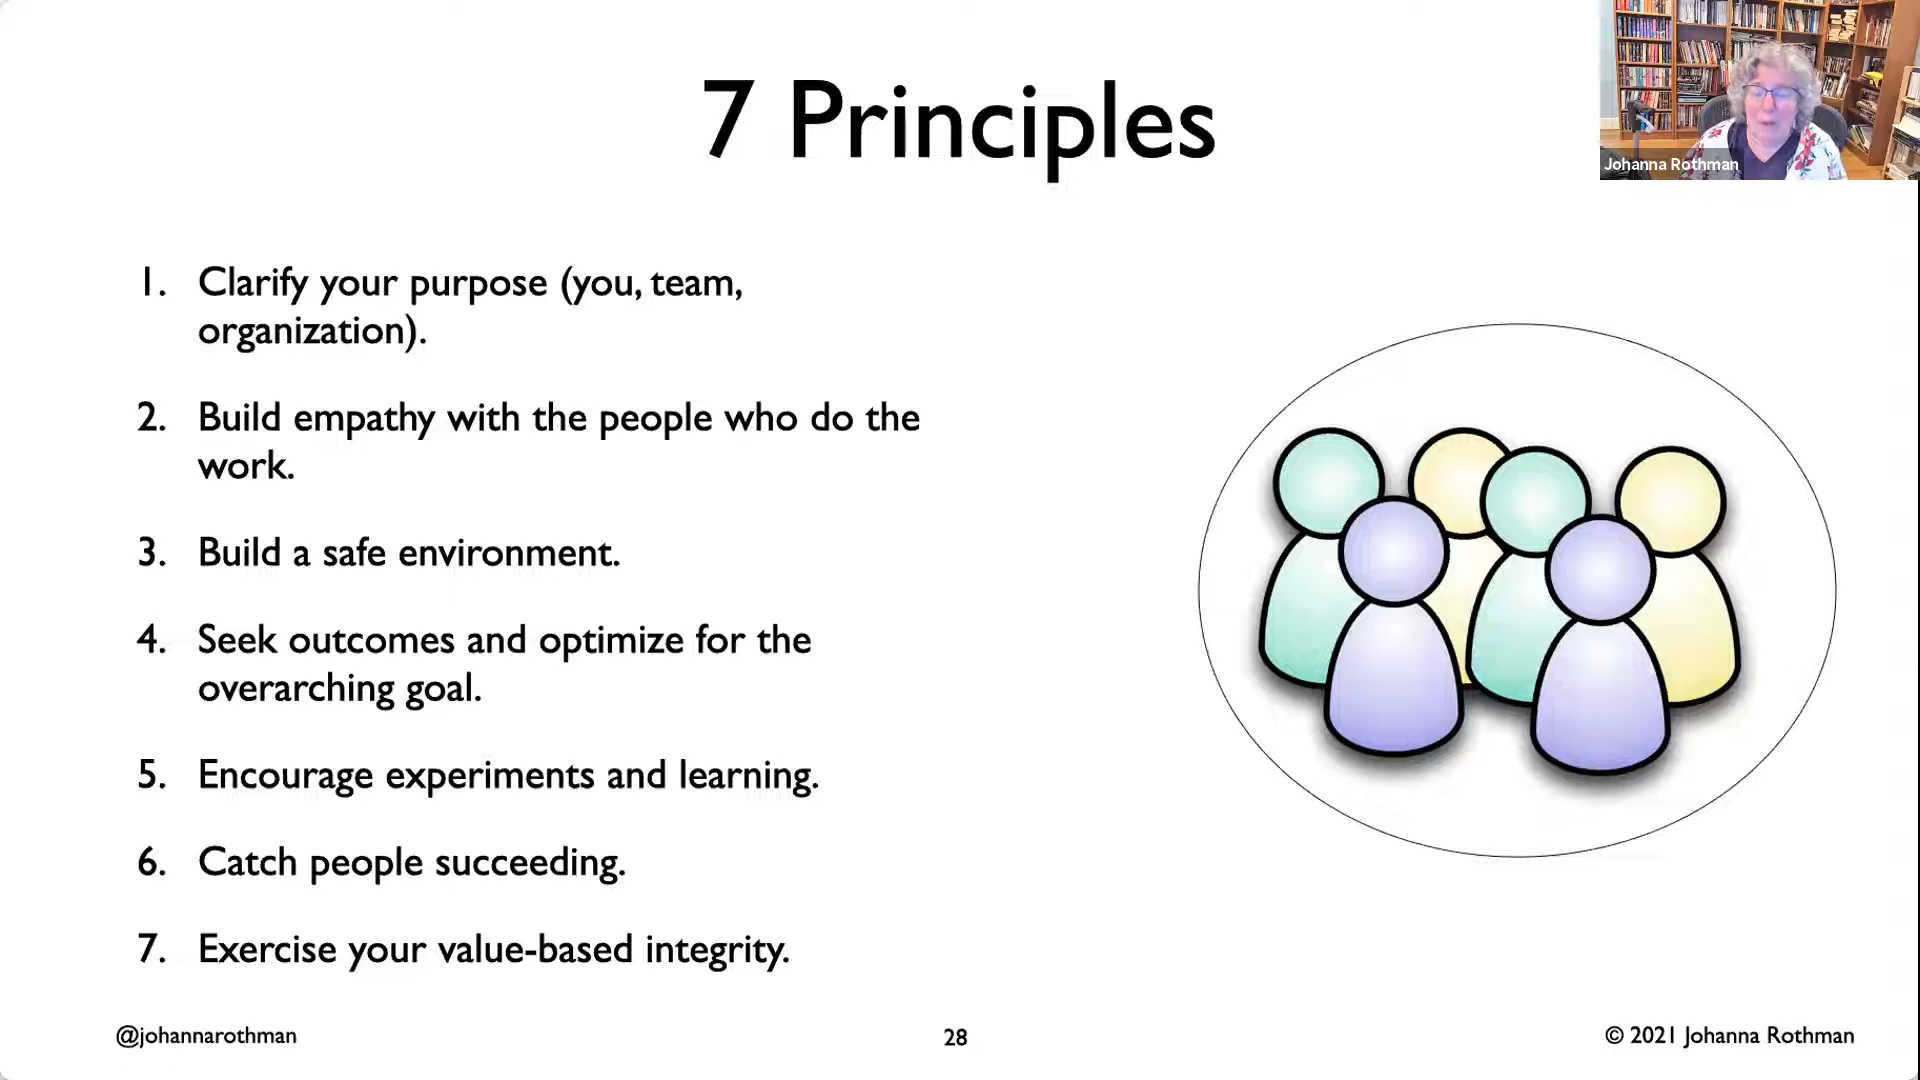 7 Principles
Johanna Rothman
1. Clarify your purpose (you, team,
organization).
2. Build empathy with the people who do the
work.
3. Build a safe environment.
4. Seek outcomes and optimize for the
overarching goal.
5. Encourage experiments and learning.
6. Catch people succeeding.
7. Exercise your value-based integrity.
@johannarothman
28
© 2021 Johanna Rothman